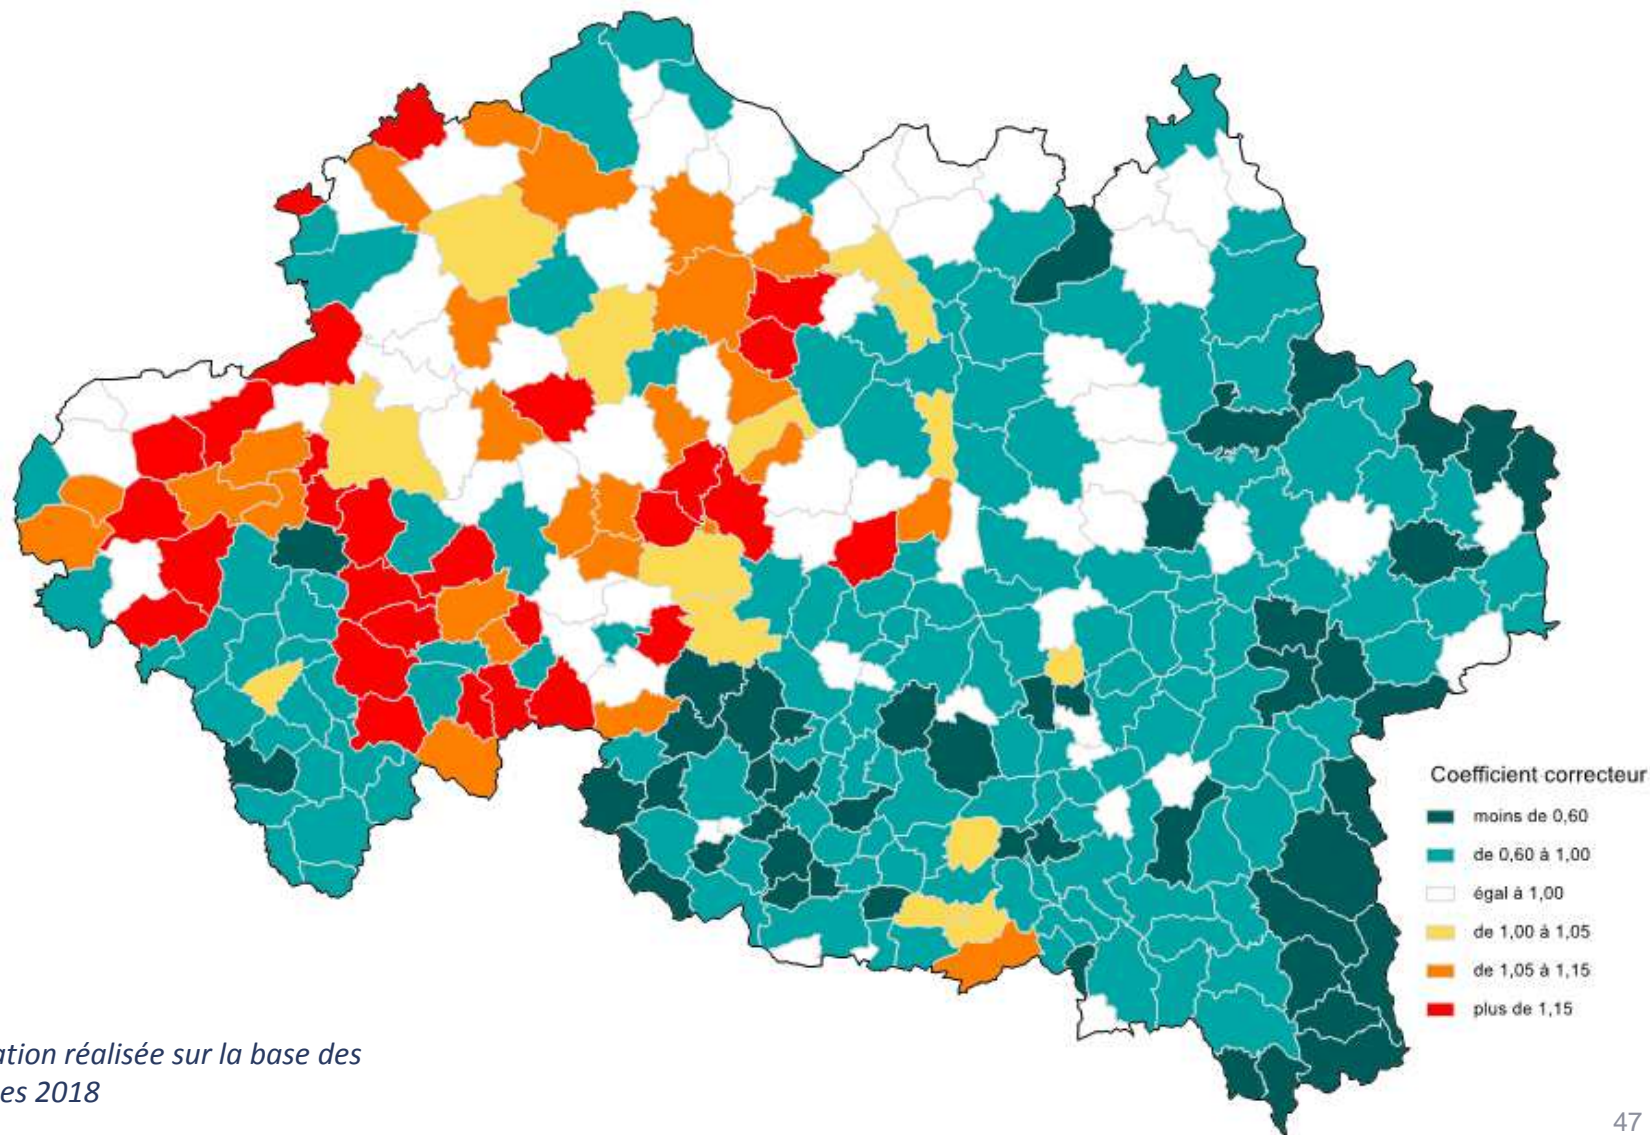 Coefficient correcteur
moins de 0,60
de 0,60 à 1,00
égal à 1,00
de 1,00 à 1,05
de 1,05 à 1,15
plus de 1,15
ation réalisée sur la base des
es 2018
47